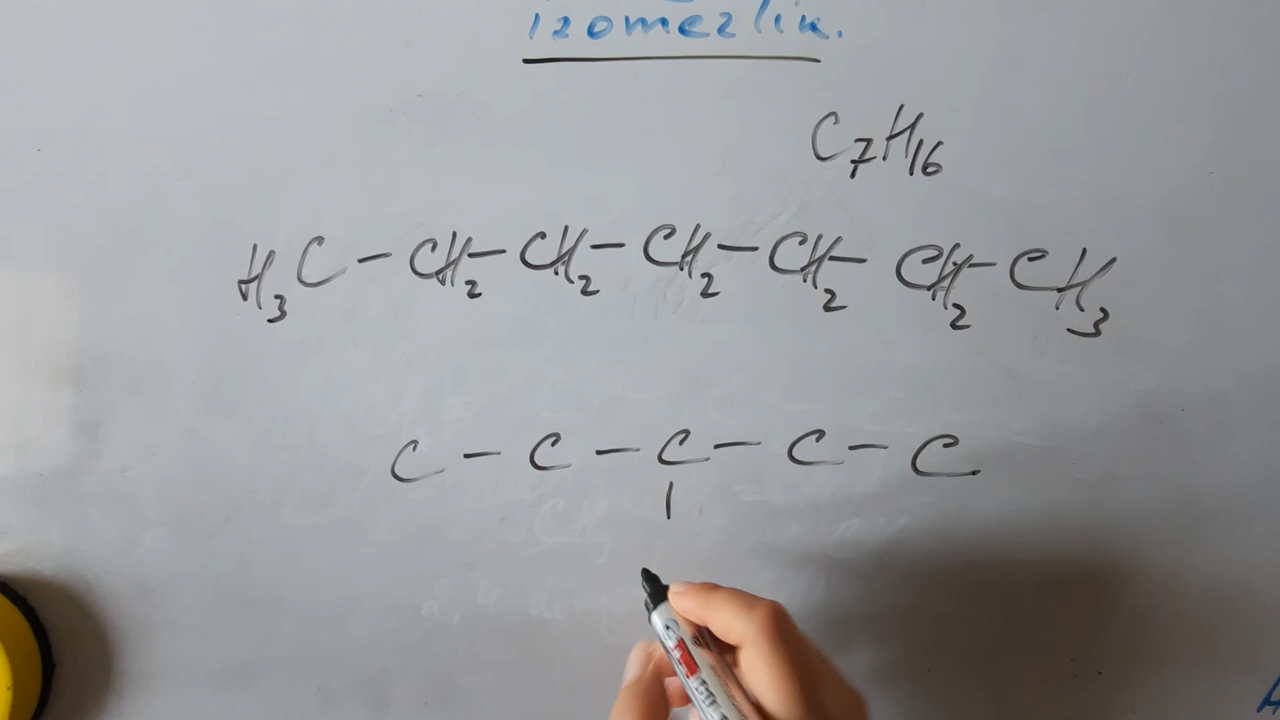 izomerlik.
C7H16
H3C - CH2 - CH2 - CH2 - CH2 - CH2 - CH3
C - C - C - C - C
|